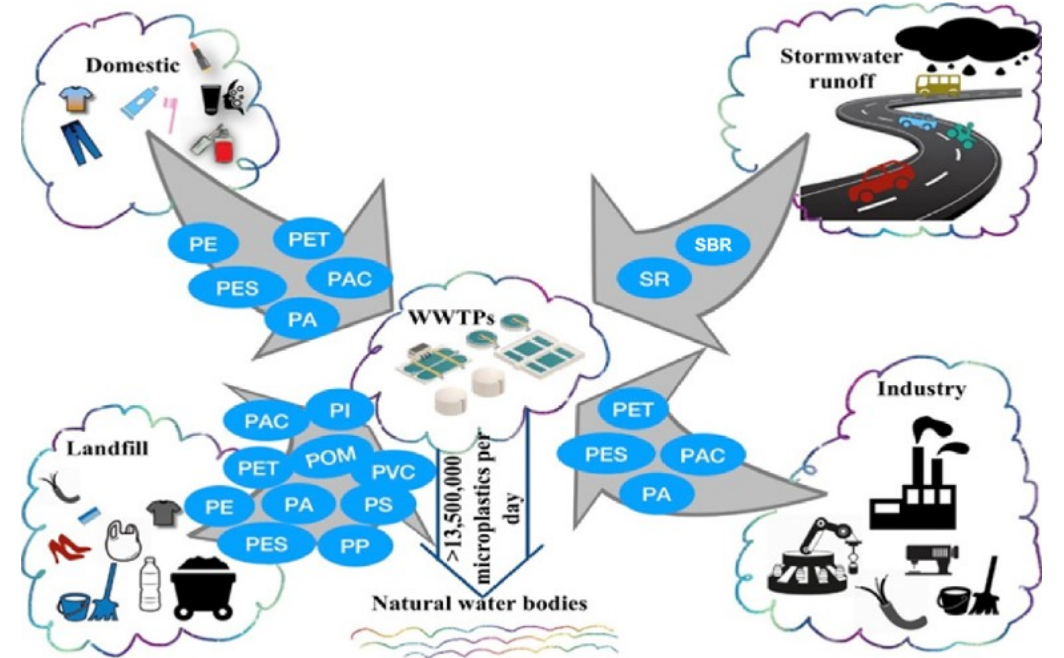 Domestic
Stormwater
runoff
PE
PET
PES
PAC
PA
SBR
SR
WWTPs
Landfill
PAC
PI
PET
POM
PVC
PE
PA
PS
PES
PP
>13,500,000
microplastics per
day
Industry
PET
PES
PAC
PA
Natural water bodies